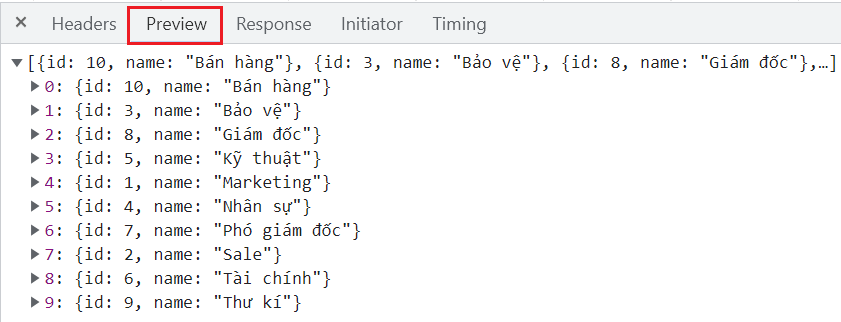 × Headers Preview Response Initiator Timing
▼[{id: 10, name: "Bán hàng"}, {id: 3, name: "Bảo vệ"}, {id: 8, name: "Giám đốc"},…]
▶0: {id: 10, name: "Bán hàng"}
▶1: {id: 3, name: "Bảo vệ"}
▶2: {id: 8, name: "Giám đốc"}
▶3: {id: 5, name: "Kỹ thuật"}
▶4: {id: 1, name: "Marketing"}
▶5: {id: 4, name: "Nhân sự"}
▶6: {id: 7, name: "Phó giám đốc"}
▶7: {id: 2, name: "Sale"}
▶8: {id: 6, name: "Tài chính"}
▶9: {id: 9, name: "Thư kí"}